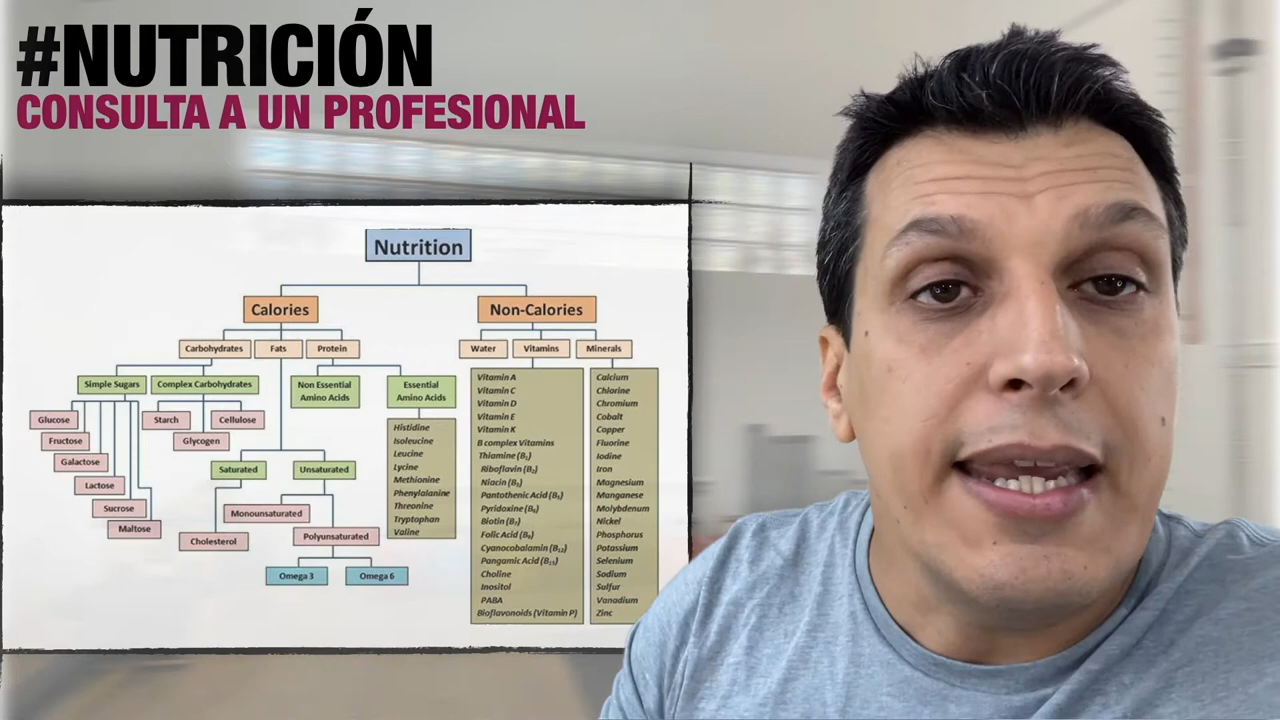 #NUTRICIÓN
CONSULTA A UN PROFESIONAL
Nutrition
Calories
Non-Calories
Carbohydrates
Fats
Protein
Water
Vitamins
Minerals
Simple Sugars
Complex Carbohydrates
Non Essential
Amino Acids
Essential
Amino Acids
Glucose
Fructose
Galactose
Lactose
Sucrose
Maltose
Starch
Cellulose
Glycogen
Saturated
Unsaturated
Monounsaturated
Cholesterol
Polyunsaturated
Omega 3
Omega 6
Histidine
Isoleucine
Leucine
Lycine
Methionine
Phenylalanine
Threonine
Tryptophan
Valine
Vitamin A
Vitamin C
Vitamin D
Vitamin E
Vitamin K
B complex Vitamins
Thiamine (B₁)
Riboflavin (B₂)
Niacin (B₃)
Pantothenic Acid (B₅)
Pyridoxine (B₆)
Biotin (B₇)
Folic Acid (B₉)
Cyanocobalamin (B₁₂)
Pangamic Acid (B₁₅)
Choline
Inositol
PABA
Bioflavonoids (Vitamin P)
Calcium
Chlorine
Chromium
Cobalt
Copper
Fluorine
Iodine
Iron
Magnesium
Manganese
Molybdenum
Nickel
Phosphorus
Potassium
Selenium
Sodium
Sulfur
Vanadium
Zinc